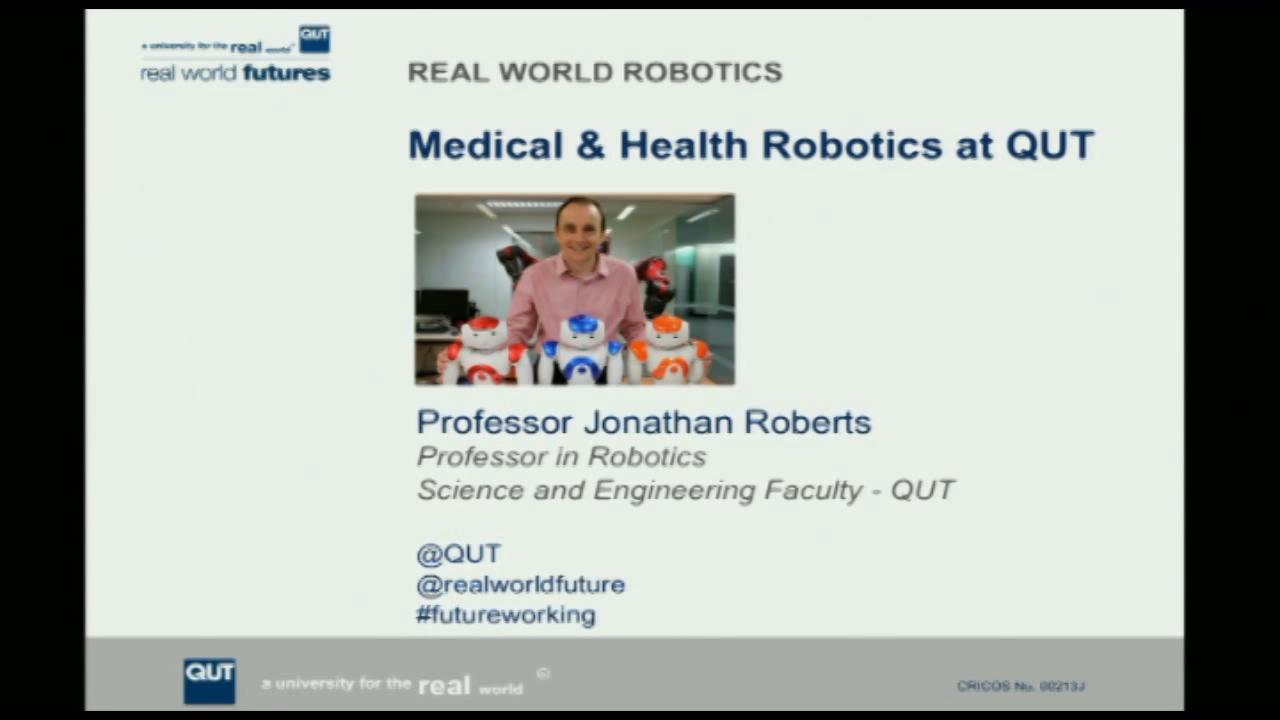 a university for the real world
QUT
real world futures
REAL WORLD ROBOTICS
Medical & Health Robotics at QUT
Professor Jonathan Roberts
Professor in Robotics
Science and Engineering Faculty - QUT
@QUT
@realworldfuture
#futureworking
QUT
a university for the real world
CRICOS No. 00213J